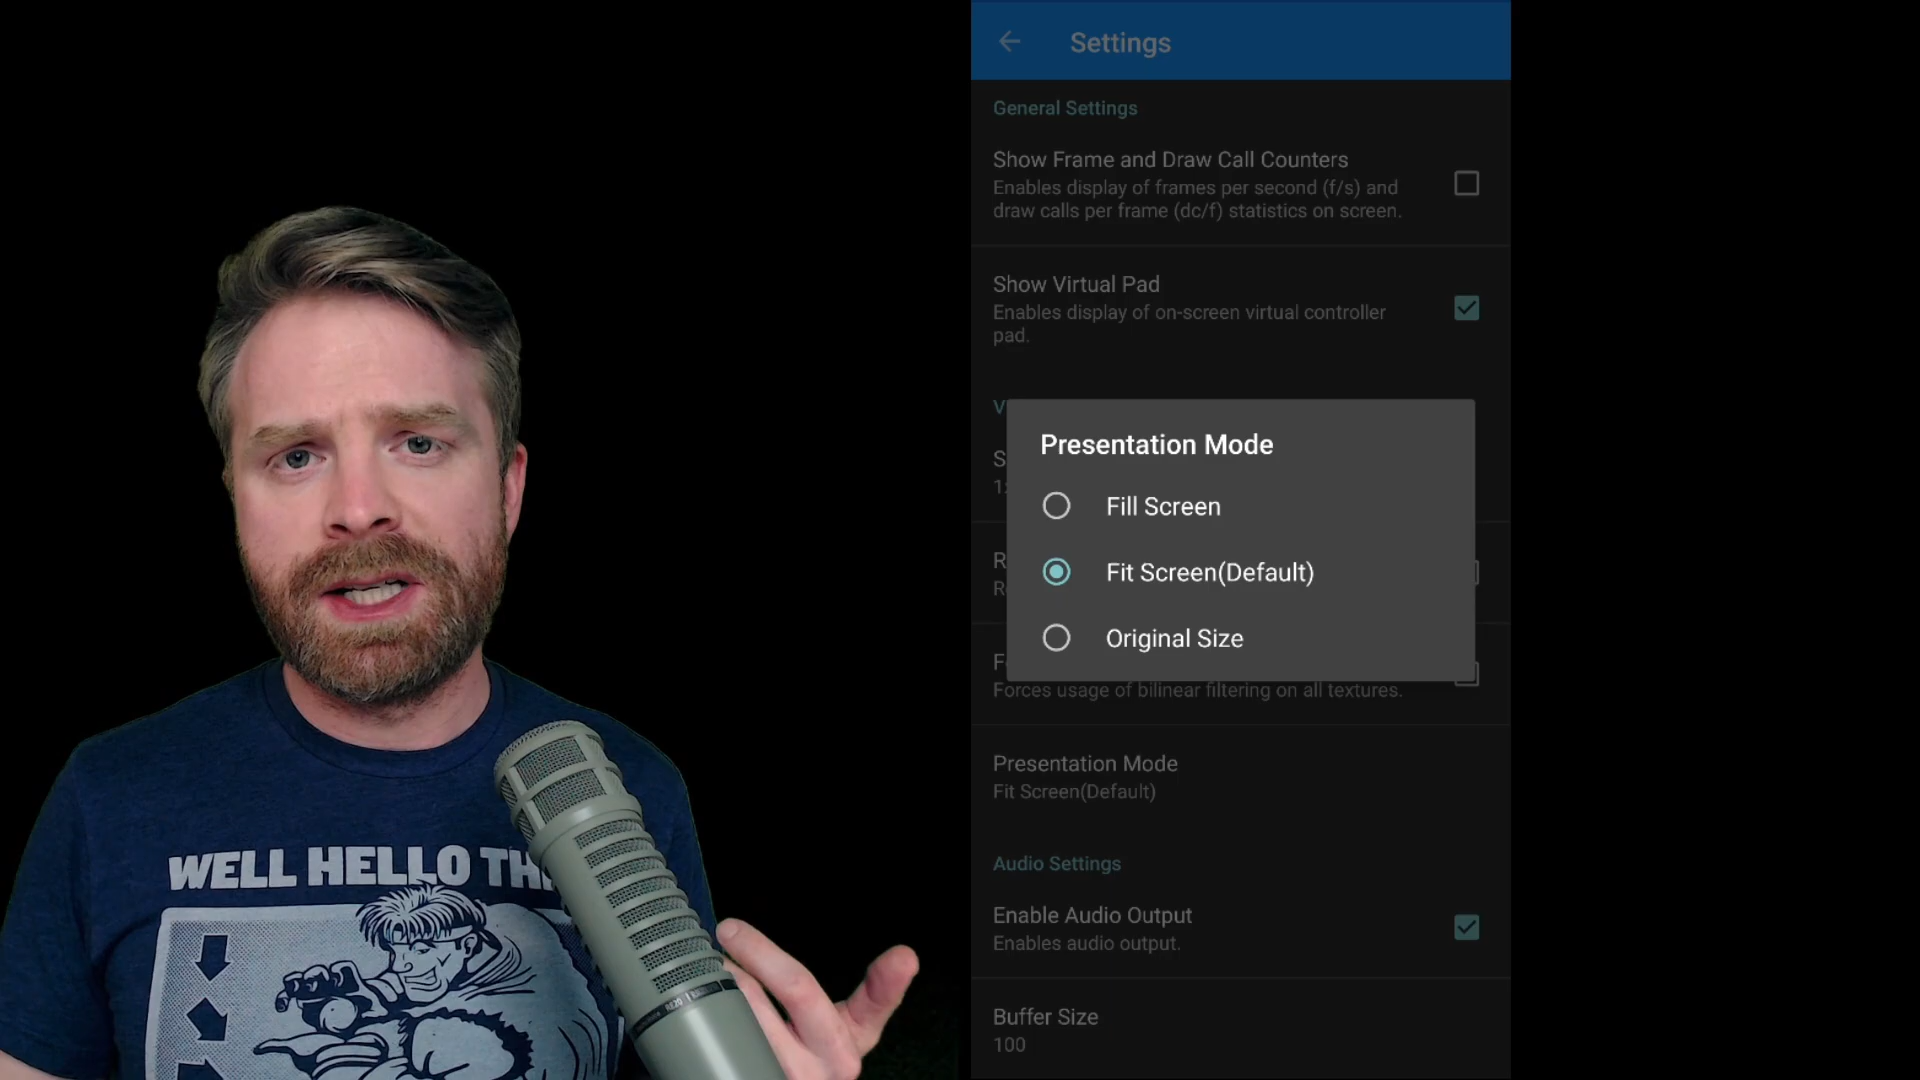 Settings
General Settings
Show Frame and Draw Call Counters
Enables display of frames per second (f/s) and
draw calls per frame (dc/f) statistics on screen.
Show Virtual Pad
Enables display of on-screen virtual controller
pad.
Presentation Mode
Fill Screen
Fit Screen(Default)
Original Size
Forces usage of bilinear filtering on all textures.
Presentation Mode
Fit Screen(Default)
Audio Settings
Enable Audio Output
Enables audio output.
Buffer Size
100
WELL HELLO
RE20